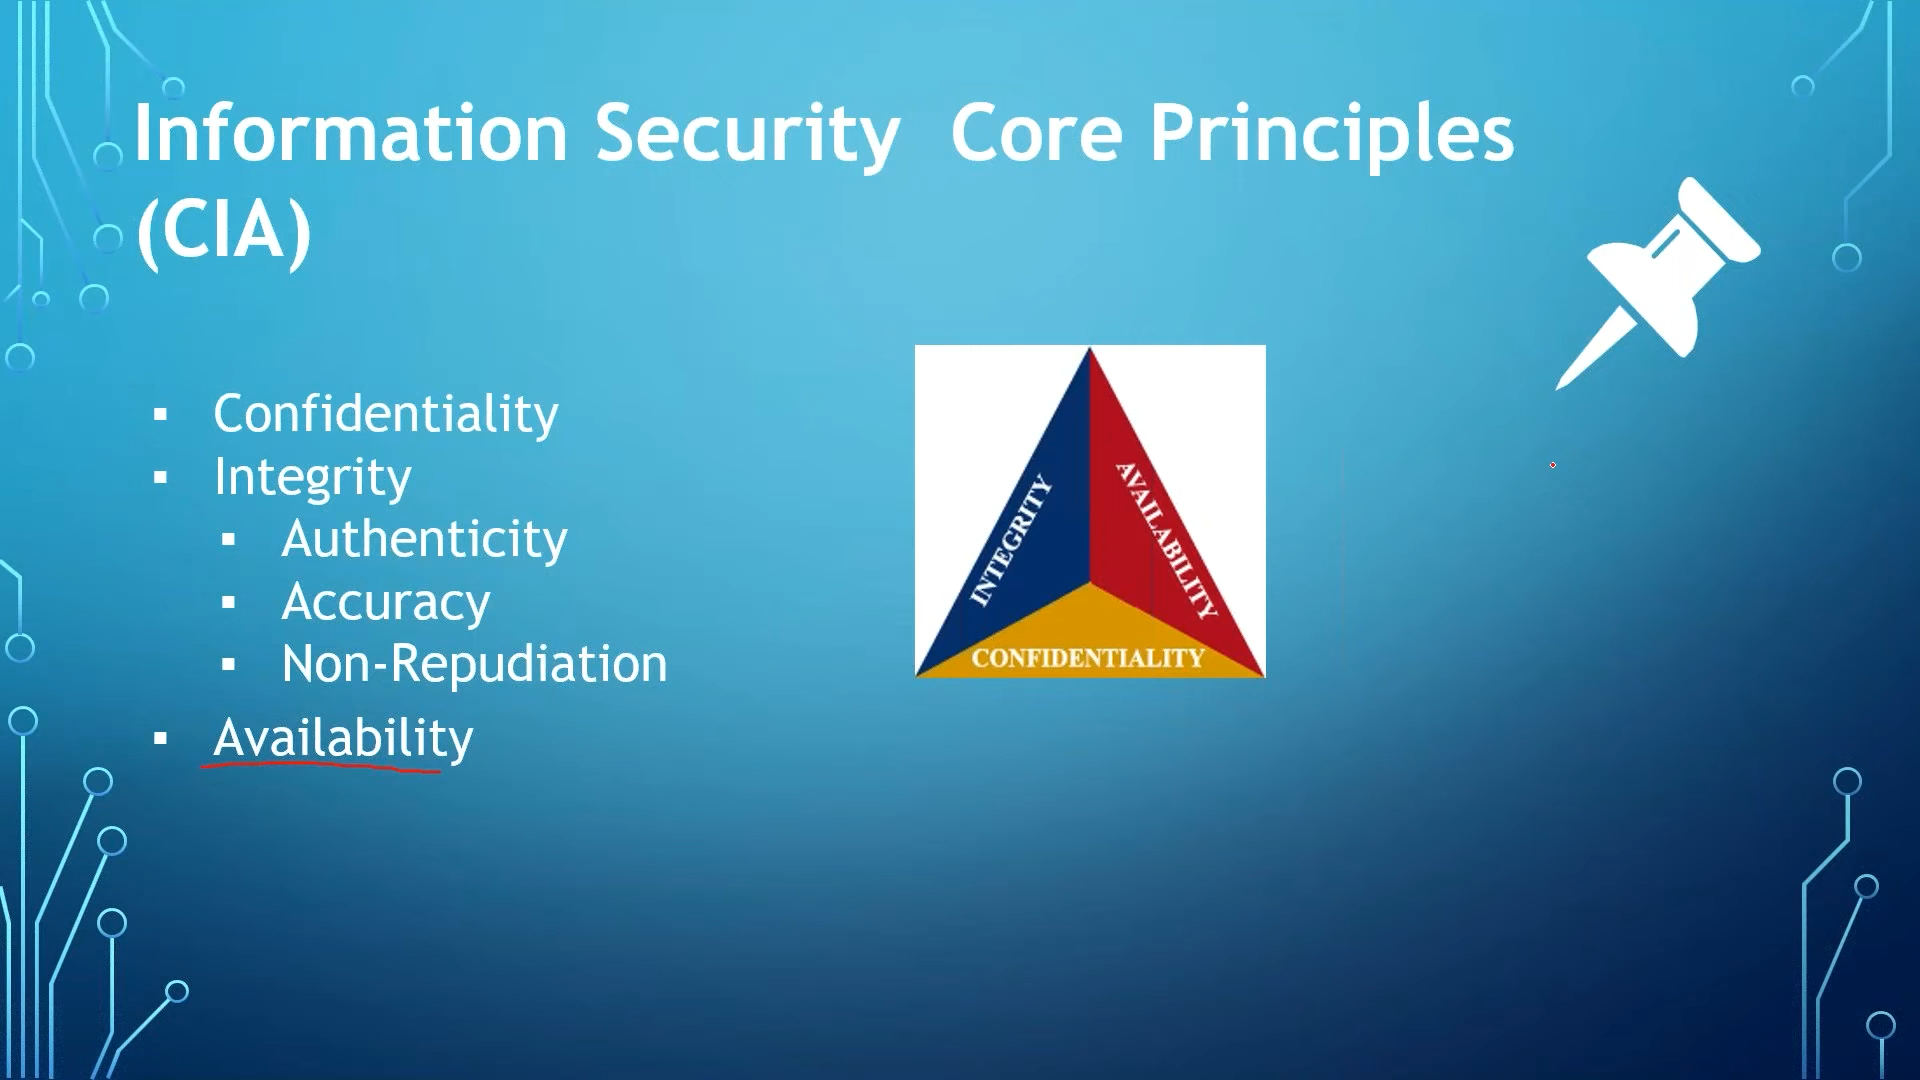 Information Security  Core Principles
(CIA)
▪ Confidentiality
▪ Integrity
▪ Authenticity
▪ Accuracy
▪ Non-Repudiation
▪ Availability
INTEGRITY
AVAILABILITY
CONFIDENTIALITY